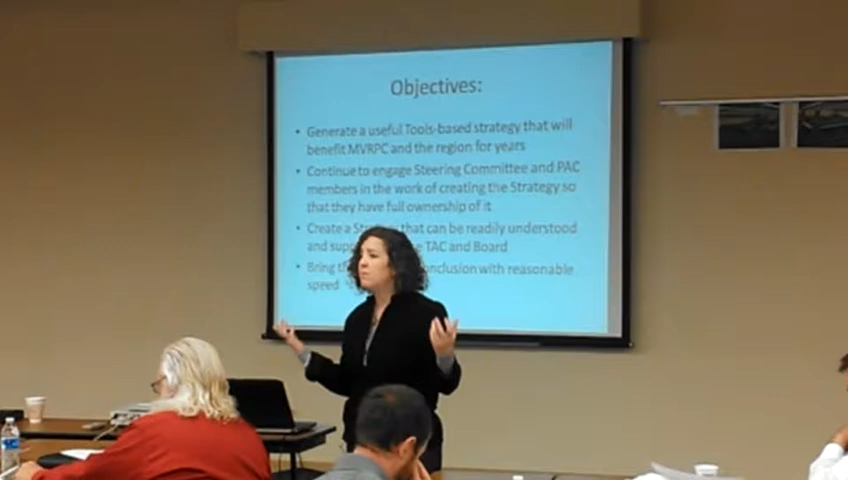 Objectives:
• Generate a useful Tools-based strategy that will
benefit MVRPC and the region for years
• Continue to engage Steering Committee and PAC
members in the work of creating the Strategy so
that they have full ownership of it
• Create a that can be readily understood
and TAC and Board
• Bring conclusion with reasonable
speed